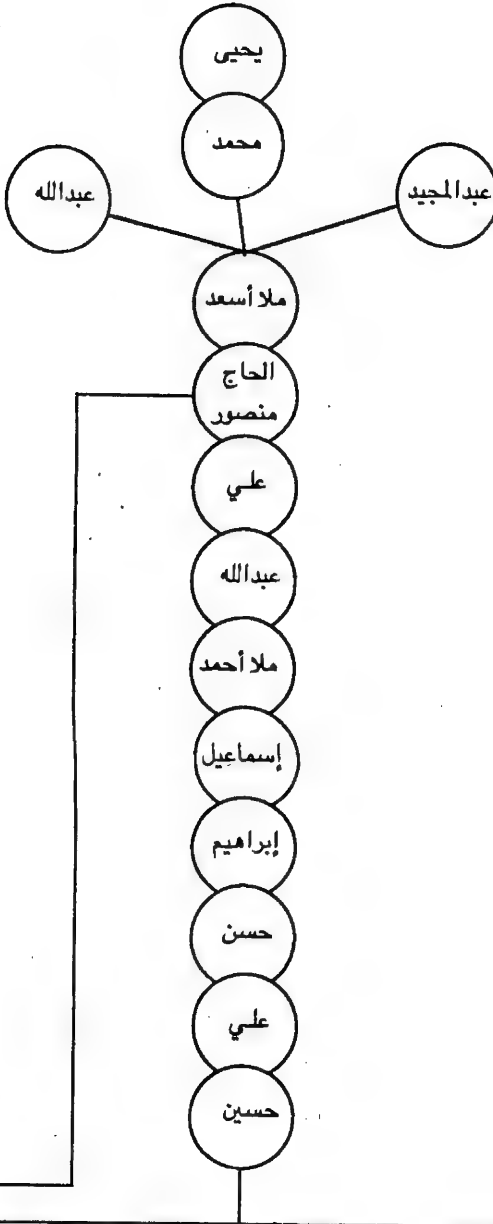 يحيى
محمد
عبدالمجيد
عبدالله
ملا أسعد
الحاج
منصور
علي
عبدالله
ملا أحمد
إسماعيل
إبراهيم
حسن
علي
حسين